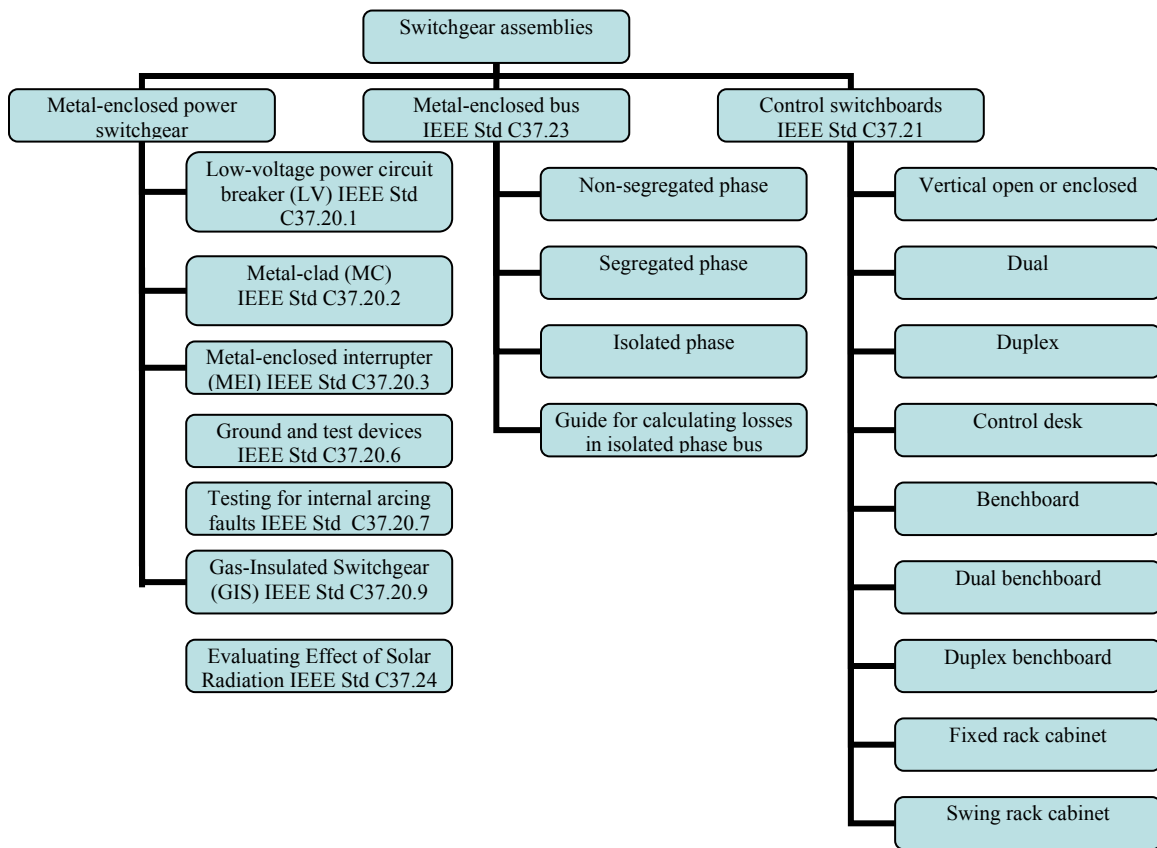 Switchgear assemblies
Metal-enclosed power
switchgear
Metal-enclosed bus
IEEE Std C37.23
Control switchboards
IEEE Std C37.21
Low-voltage power circuit
breaker (LV) IEEE Std
C37.20.1
Metal-clad (MC)
IEEE Std C37.20.2
Metal-enclosed interrupter
(MEI) IEEE Std C37.20.3
Ground and test devices
IEEE Std C37.20.6
Testing for internal arcing
faults IEEE Std C37.20.7
Gas-Insulated Switchgear
(GIS) IEEE Std C37.20.9
Evaluating Effect of Solar
Radiation IEEE Std C37.24
Non-segregated phase
Segregated phase
Isolated phase
Guide for calculating losses
in isolated phase bus
Vertical open or enclosed
Dual
Duplex
Control desk
Benchboard
Dual benchboard
Duplex benchboard
Fixed rack cabinet
Swing rack cabinet